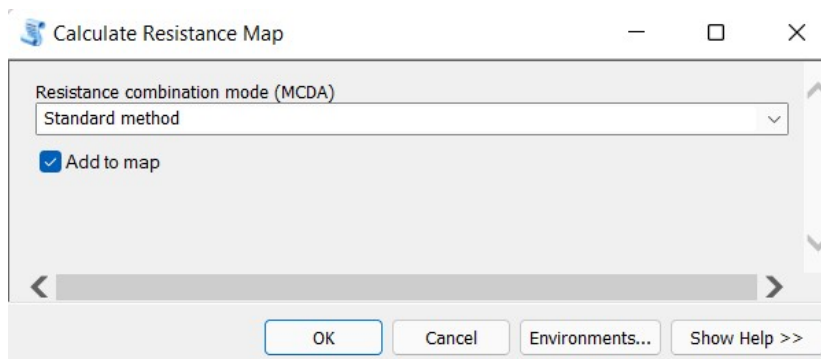 Calculate Resistance Map
Resistance combination mode (MCDA)
Standard method
Add to map
OK Cancel Environments... Show Help >>